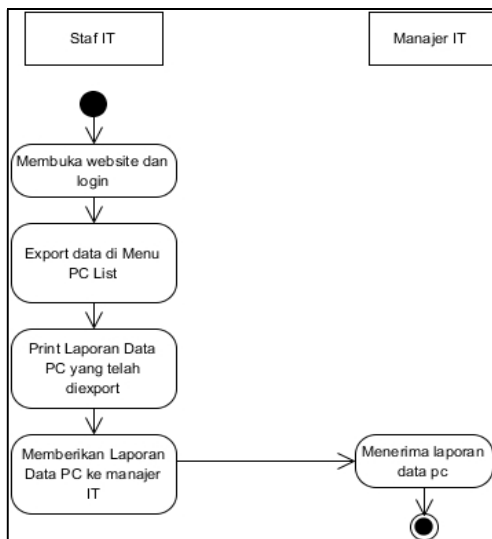 Staf IT
Manajer IT
Membuka website dan
login
Export data di Menu
PC List
Print Laporan Data
PC yang telah
diexport
Memberikan Laporan
Data PC ke manajer
IT
Menerima laporan
data pc